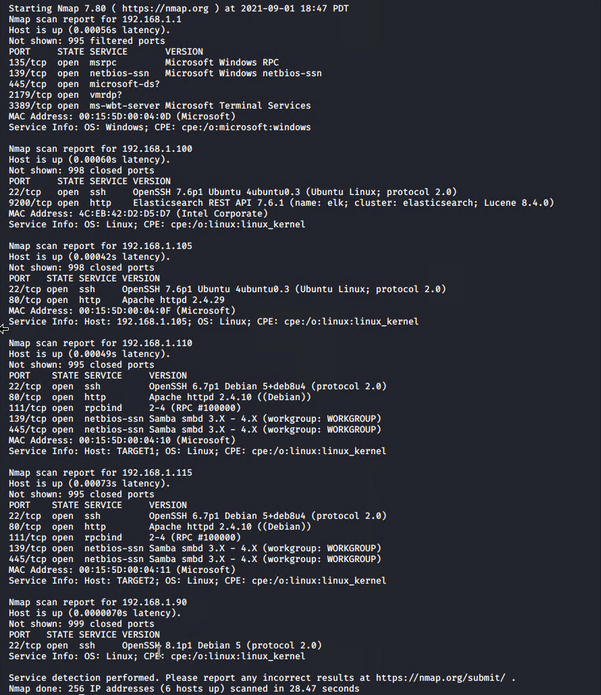 Starting Nmap 7.80 ( https://nmap.org ) at 2021-09-01 18:47 PDT
Nmap scan report for 192.168.1.1
Host is up (0.00056s latency).
Not shown: 995 filtered ports
PORT     STATE SERVICE       VERSION
135/tcp  open  msrpc         Microsoft Windows RPC
139/tcp  open  netbios-ssn   Microsoft Windows netbios-ssn
445/tcp  open  microsoft-ds?
2179/tcp open  vmrdp?
3389/tcp open  ms-wbt-server Microsoft Terminal Services
MAC Address: 00:15:5D:00:04:0D (Microsoft)
Service Info: OS: Windows; CPE: cpe:/o:microsoft:windows
Nmap scan report for 192.168.1.100
Host is up (0.00060s latency).
Not shown: 998 closed ports
PORT     STATE SERVICE VERSION
22/tcp   open  ssh     OpenSSH 7.6p1 Ubuntu 4ubuntu0.3 (Ubuntu Linux; protocol 2.0)
9200/tcp open  http    Elasticsearch REST API 7.6.1 (name: elk; cluster: elasticsearch; Lucene 8.4.0)
MAC Address: 4C:EB:42:D2:D5:D7 (Intel Corporate)
Service Info: OS: Linux; CPE: cpe:/o:linux:linux_kernel
Nmap scan report for 192.168.1.105
Host is up (0.00042s latency).
Not shown: 998 closed ports
PORT   STATE SERVICE VERSION
22/tcp open  ssh     OpenSSH 7.6p1 Ubuntu 4ubuntu0.3 (Ubuntu Linux; protocol 2.0)
80/tcp open  http    Apache httpd 2.4.29
MAC Address: 00:15:5D:00:04:0F (Microsoft)
Service Info: Host: 192.168.1.105; OS: Linux; CPE: cpe:/o:linux:linux_kernel
Nmap scan report for 192.168.1.110
Host is up (0.00049s latency).
Not shown: 995 closed ports
PORT    STATE SERVICE     VERSION
22/tcp  open  ssh         OpenSSH 6.7p1 Debian 5+deb8u4 (protocol 2.0)
80/tcp  open  http        Apache httpd 2.4.10 ((Debian))
111/tcp open  rpcbind     2-4 (RPC #100000)
139/tcp open  netbios-ssn Samba smbd 3.X - 4.X (workgroup: WORKGROUP)
445/tcp open  netbios-ssn Samba smbd 3.X - 4.X (workgroup: WORKGROUP)
MAC Address: 00:15:5D:00:04:10 (Microsoft)
Service Info: Host: TARGET1; OS: Linux; CPE: cpe:/o:linux:linux_kernel
Nmap scan report for 192.168.1.115
Host is up (0.00073s latency).
Not shown: 995 closed ports
PORT    STATE SERVICE     VERSION
22/tcp  open  ssh         OpenSSH 6.7p1 Debian 5+deb8u4 (protocol 2.0)
80/tcp  open  http        Apache httpd 2.4.10 ((Debian))
111/tcp open  rpcbind     2-4 (RPC #100000)
139/tcp open  netbios-ssn Samba smbd 3.X - 4.X (workgroup: WORKGROUP)
445/tcp open  netbios-ssn Samba smbd 3.X - 4.X (workgroup: WORKGROUP)
MAC Address: 00:15:5D:00:04:11 (Microsoft)
Service Info: Host: TARGET2; OS: Linux; CPE: cpe:/o:linux:linux_kernel
Nmap scan report for 192.168.1.90
Host is up (0.0000070s latency).
Not shown: 999 closed ports
PORT   STATE SERVICE VERSION
22/tcp open  ssh     OpenSSH 8.1p1 Debian 5 (protocol 2.0)
Service Info: OS: Linux; CPE: cpe:/o:linux:linux_kernel
Service detection performed. Please report any incorrect results at https://nmap.org/submit/ .
Nmap done: 256 IP addresses (6 hosts up) scanned in 28.47 seconds